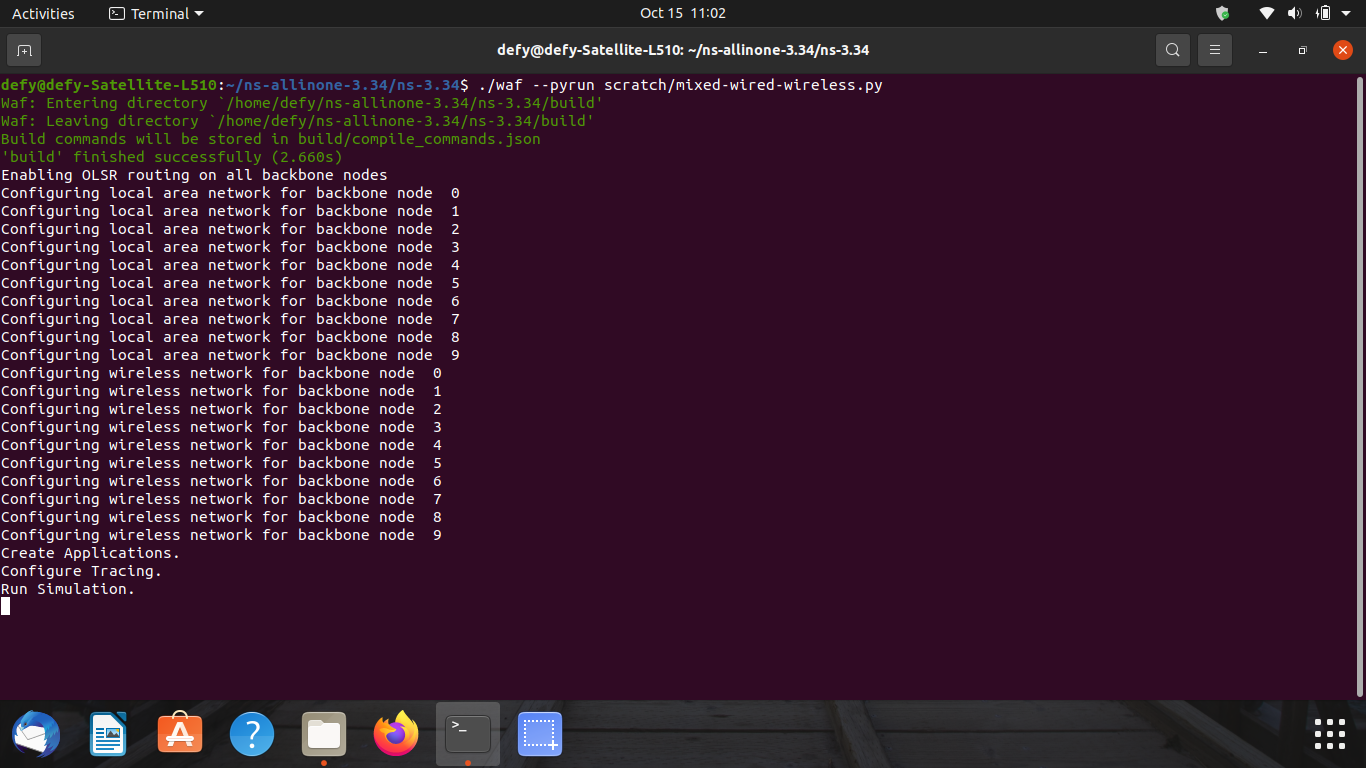 Activities Terminal Oct 15 11:02
defy@defy-Satellite-L510: ~/ns-allinone-3.34/ns-3.34
defy@defy-Satellite-L510:~/ns-allinone-3.34/ns-3.34$ ./waf --pyrun scratch/mixed-wired-wireless.py
Waf: Entering directory `/home/defy/ns-allinone-3.34/ns-3.34/build'
Waf: Leaving directory `/home/defy/ns-allinone-3.34/ns-3.34/build'
Build commands will be stored in build/compile_commands.json
'build' finished successfully (2.660s)
Enabling OLSR routing on all backbone nodes
Configuring local area network for backbone node  0
Configuring local area network for backbone node  1
Configuring local area network for backbone node  2
Configuring local area network for backbone node  3
Configuring local area network for backbone node  4
Configuring local area network for backbone node  5
Configuring local area network for backbone node  6
Configuring local area network for backbone node  7
Configuring local area network for backbone node  8
Configuring local area network for backbone node  9
Configuring wireless network for backbone node  0
Configuring wireless network for backbone node  1
Configuring wireless network for backbone node  2
Configuring wireless network for backbone node  3
Configuring wireless network for backbone node  4
Configuring wireless network for backbone node  5
Configuring wireless network for backbone node  6
Configuring wireless network for backbone node  7
Configuring wireless network for backbone node  8
Configuring wireless network for backbone node  9
Create Applications.
Configure Tracing.
Run Simulation.